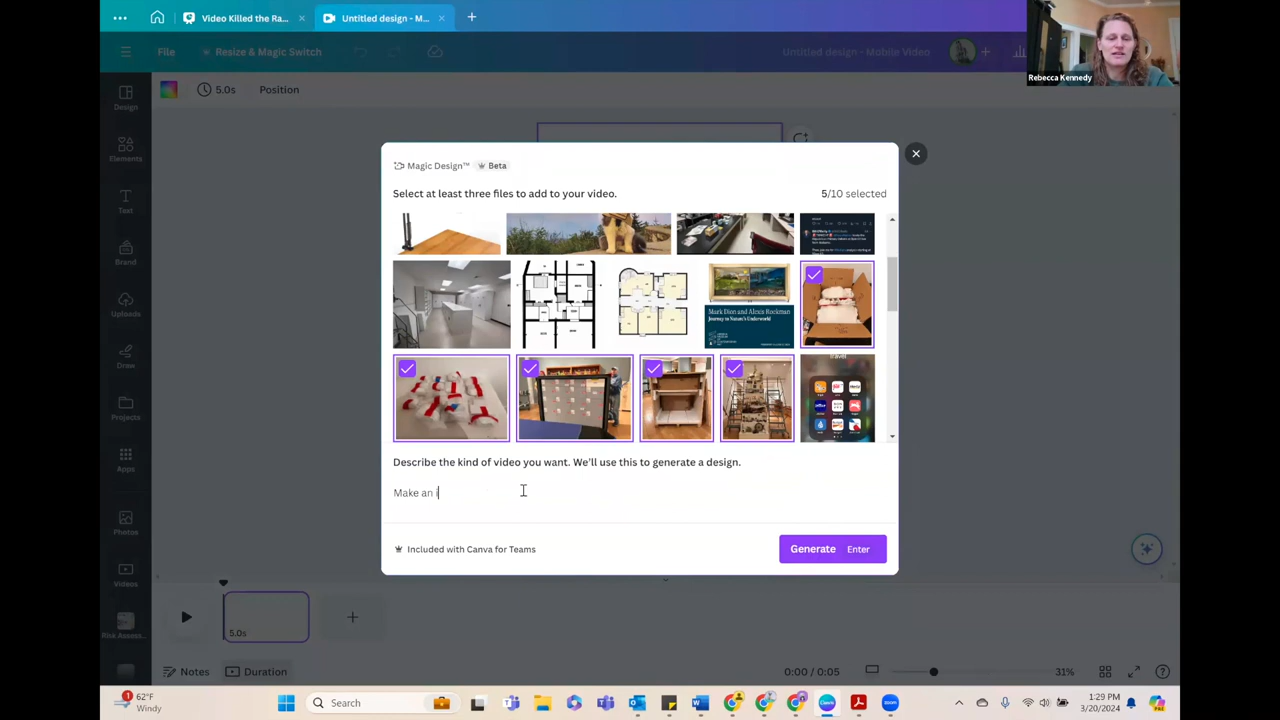 Video Killed the Ra...
Untitled design - M...
File
Resize & Magic Switch
Untitled design - Mobile Video
Rebecca Kennedy
5.0s
Position
Design
Elements
Text
Brand
Uploads
Draw
Projects
Apps
Photos
Videos
Risk Assess...
Magic Design™
Beta
Select at least three files to add to your video.
5/10 selected
Mark Dion and Alexis Rockman
Journey to Nature's Underworld
Travel
Describe the kind of video you want. We'll use this to generate a design.
Make an i
Included with Canva for Teams
Generate
Enter
5.0s
Notes
Duration
0:00 / 0:05
31%
1
62°F
Windy
Search
1:29 PM
3/20/2024